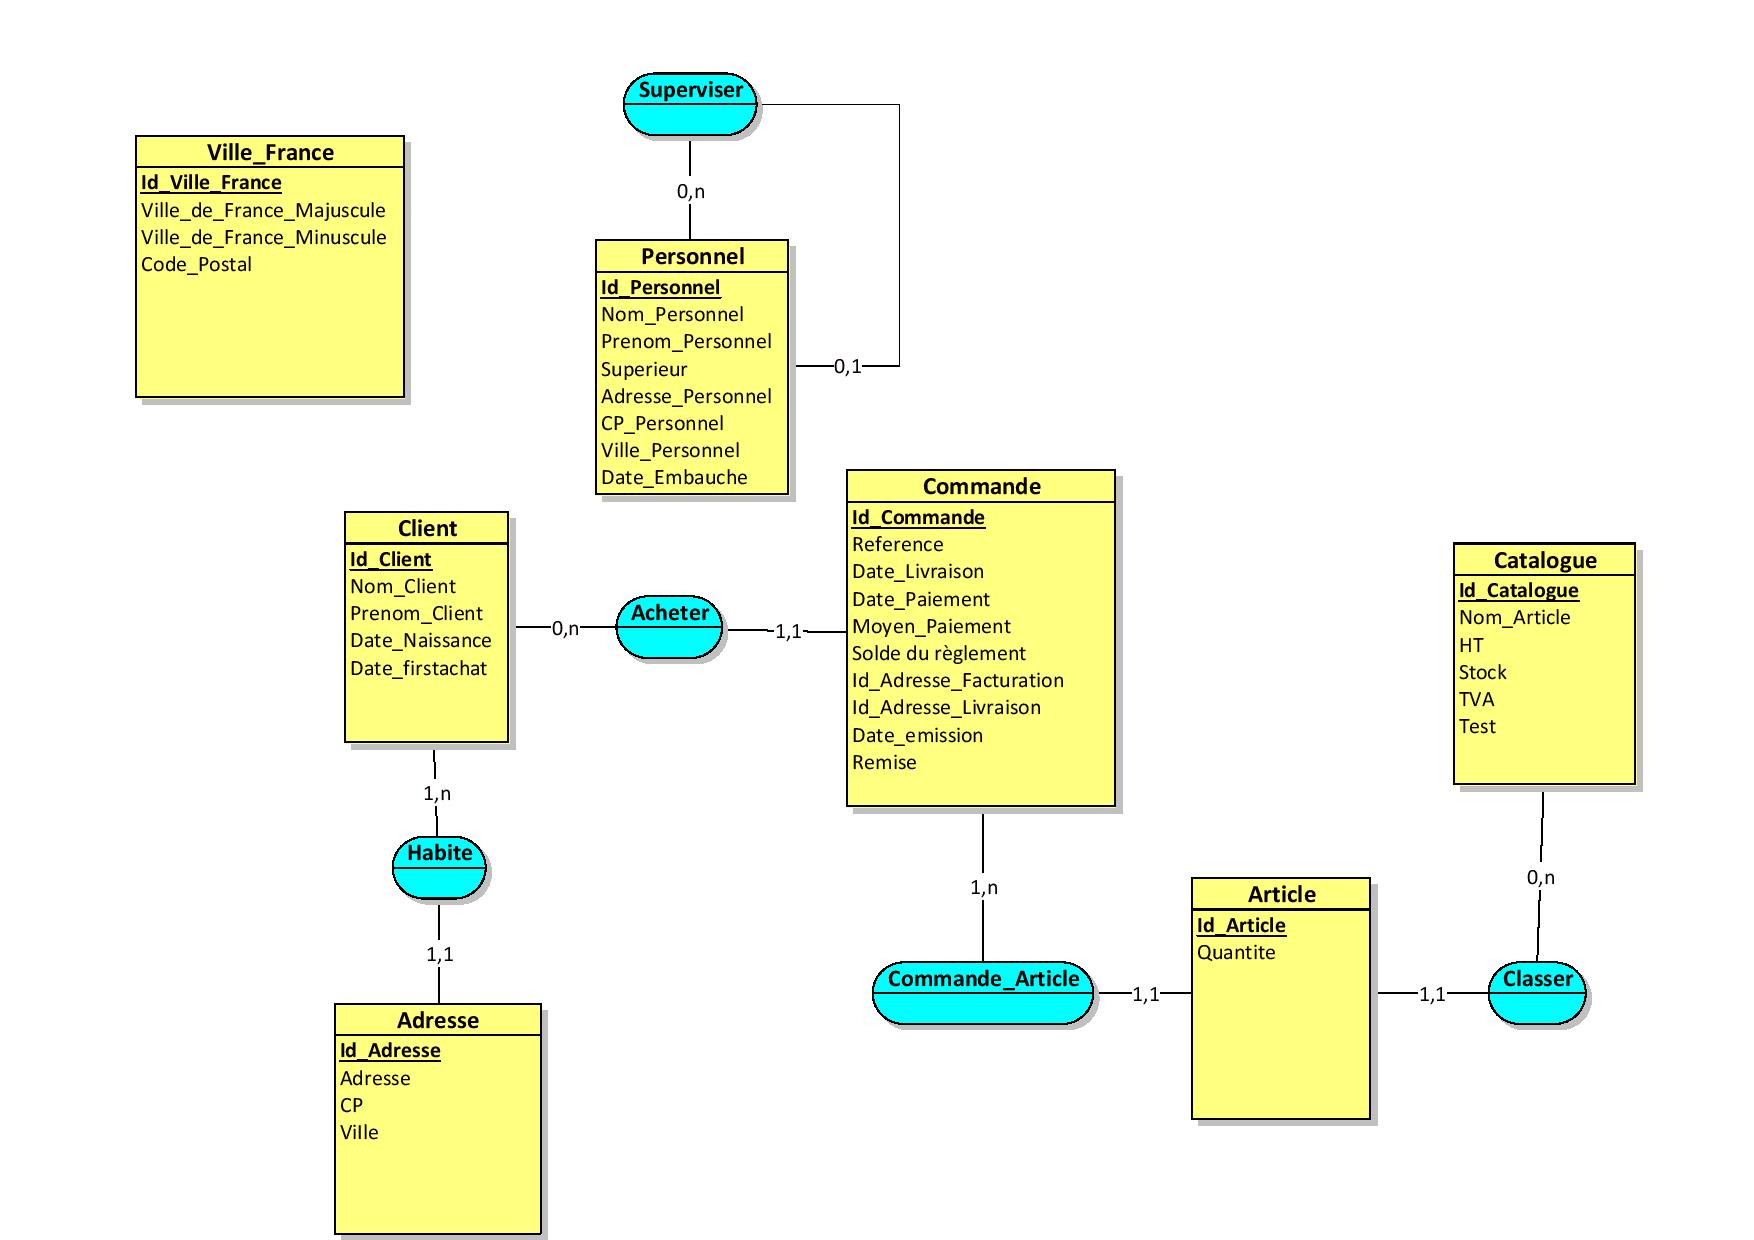 Superviser
Ville_France
Id_Ville_France
Ville_de_France_Majuscule
Ville_de_France_Minuscule
Code_Postal
0,n
Personnel
Id_Personnel
Nom_Personnel
Prenom_Personnel
Superieur
Adresse_Personnel
CP_Personnel
Ville_Personnel
Date_Embauche
0,1
Commande
Id_Commande
Reference
Date_Livraison
Date_Paiement
Moyen_Paiement
Solde du règlement
Id_Adresse_Facturation
Id_Adresse_Livraison
Date_emission
Remise
Client
Id_Client
Nom_Client
Prenom_Client
Date_Naissance
Date_firstachat
0,n
Acheter
1,1
Catalogue
Id_Catalogue
Nom_Article
HT
Stock
TVA
Test
1,n
Habite
1,1
1,n
0,n
Article
Id_Article
Quantite
Commande_Article
1,1
1,1
Classer
Adresse
Id_Adresse
Adresse
CP
Ville